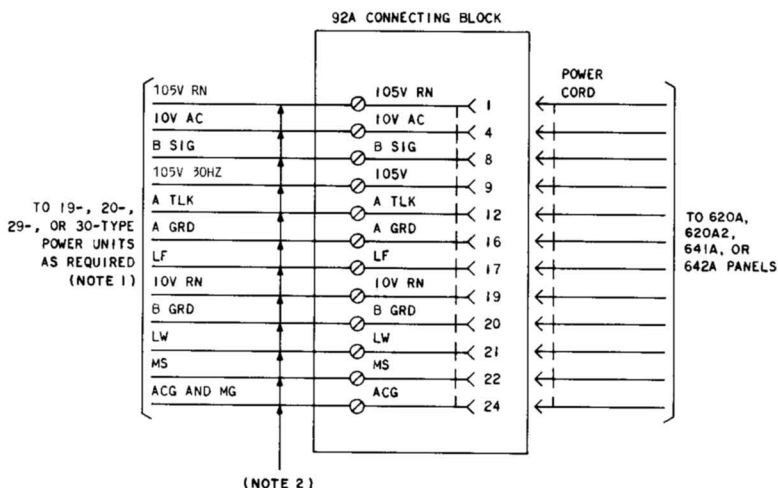 92A CONNECTING BLOCK
POWER
CORD
105V RN 105V RN 1
10V AC 10V AC 4
B SIG B SIG 8
105V 30HZ 105V 9
A TLK A TLK 12
A GRD A GRD 16
LF LF 17
10V RN 10V RN 19
B GRD B GRD 20
LW LW 21
MS MS 22
ACG AND MG ACG 24
TO 19-, 20-,
29-, OR 30-TYPE
POWER UNITS
AS REQUIRED
(NOTE 1)
TO 620A,
620A2,
641A, OR
642A PANELS
(NOTE 2)